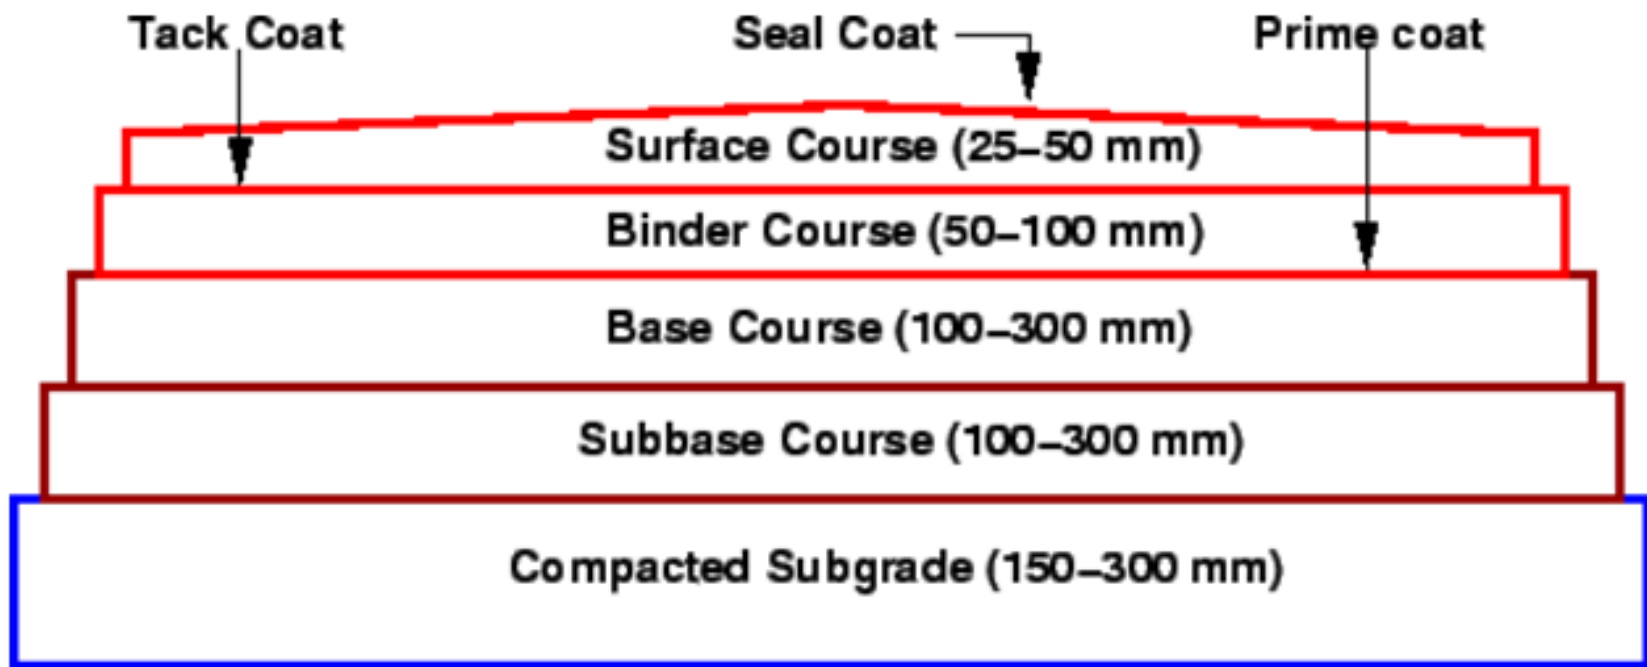 Tack Coat
Seal Coat
Prime coat
Surface Course (25–50 mm)
Binder Course (50–100 mm)
Base Course (100–300 mm)
Subbase Course (100–300 mm)
Compacted Subgrade (150–300 mm)